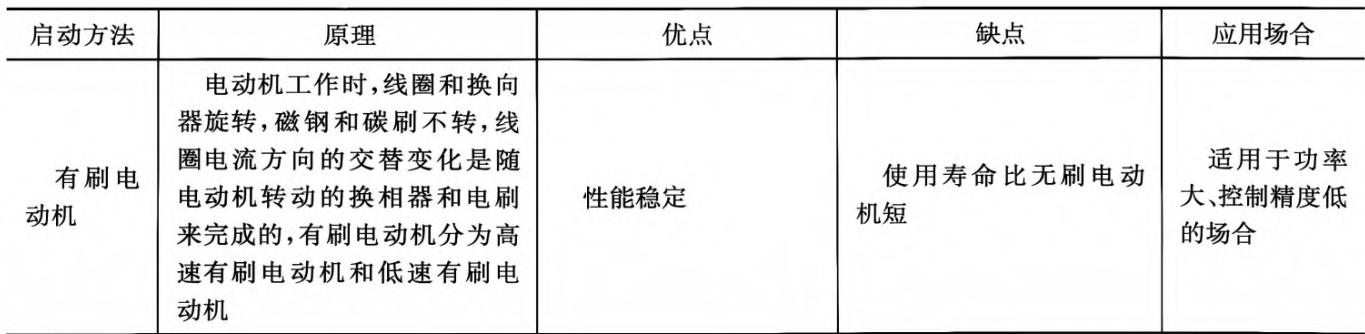 启动方法 原理 优点 缺点 应用场合
有刷电
动机
电动机工作时,线圈和换向
器旋转,磁钢和碳刷不转,线
圈电流方向的交替变化是随
电动机转动的换相器和电刷
来完成的,有刷电动机分为高
速有刷电动机和低速有刷电
动机
性能稳定
使用寿命比无刷电动
机短
适用于功率
大、控制精度低
的场合